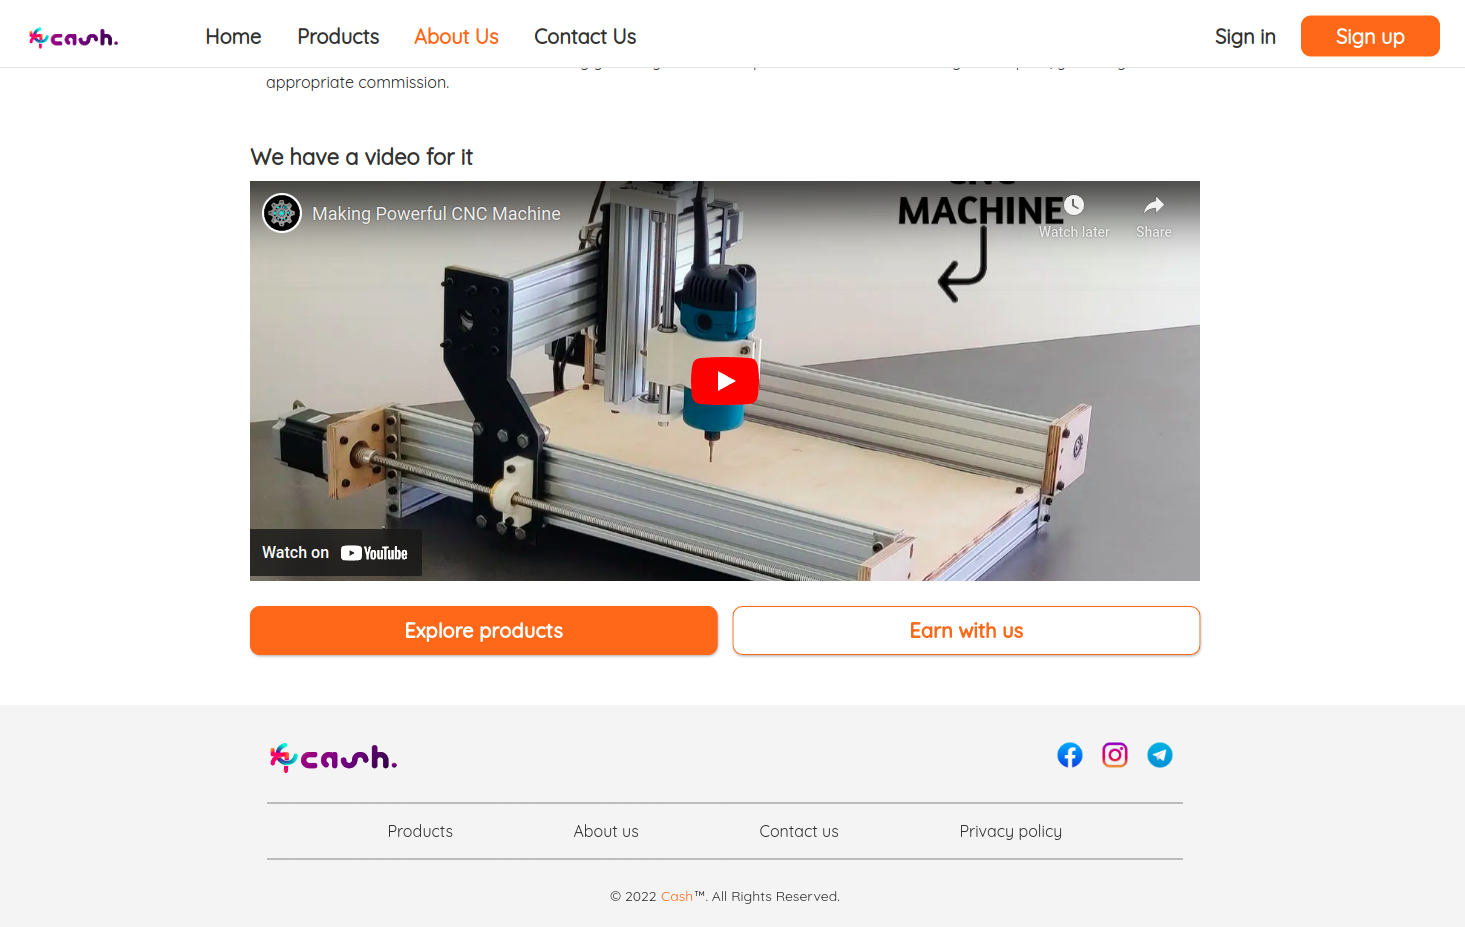 cash.
Home
Products
About Us
Contact Us
Sign in
Sign up
appropriate commission.
We have a video for it
Making Powerful CNC Machine
MACHINE
Watch later
Share
Watch on YouTube
Explore products
Earn with us
cash.
Products
About us
Contact us
Privacy policy
© 2022 Cash™. All Rights Reserved.